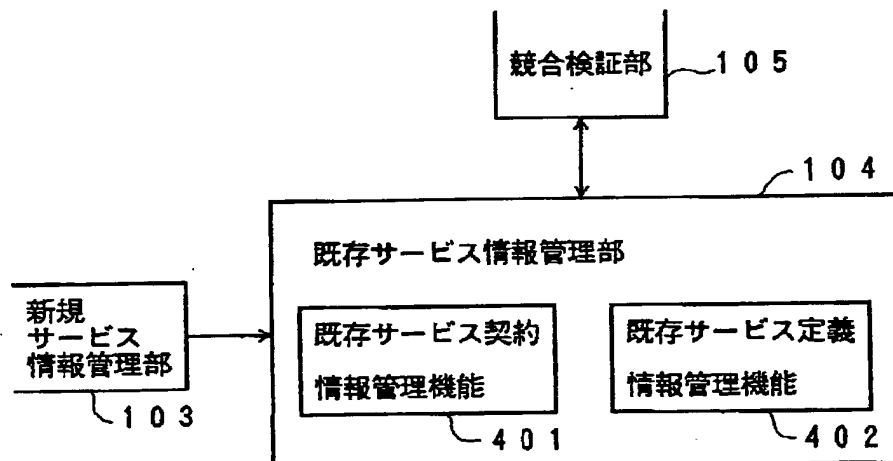 競合検証部
105
104
既存サービス情報管理部
新規
サービス
情報管理部
103
既存サービス契約
情報管理機能
401
既存サービス定義
情報管理機能
402